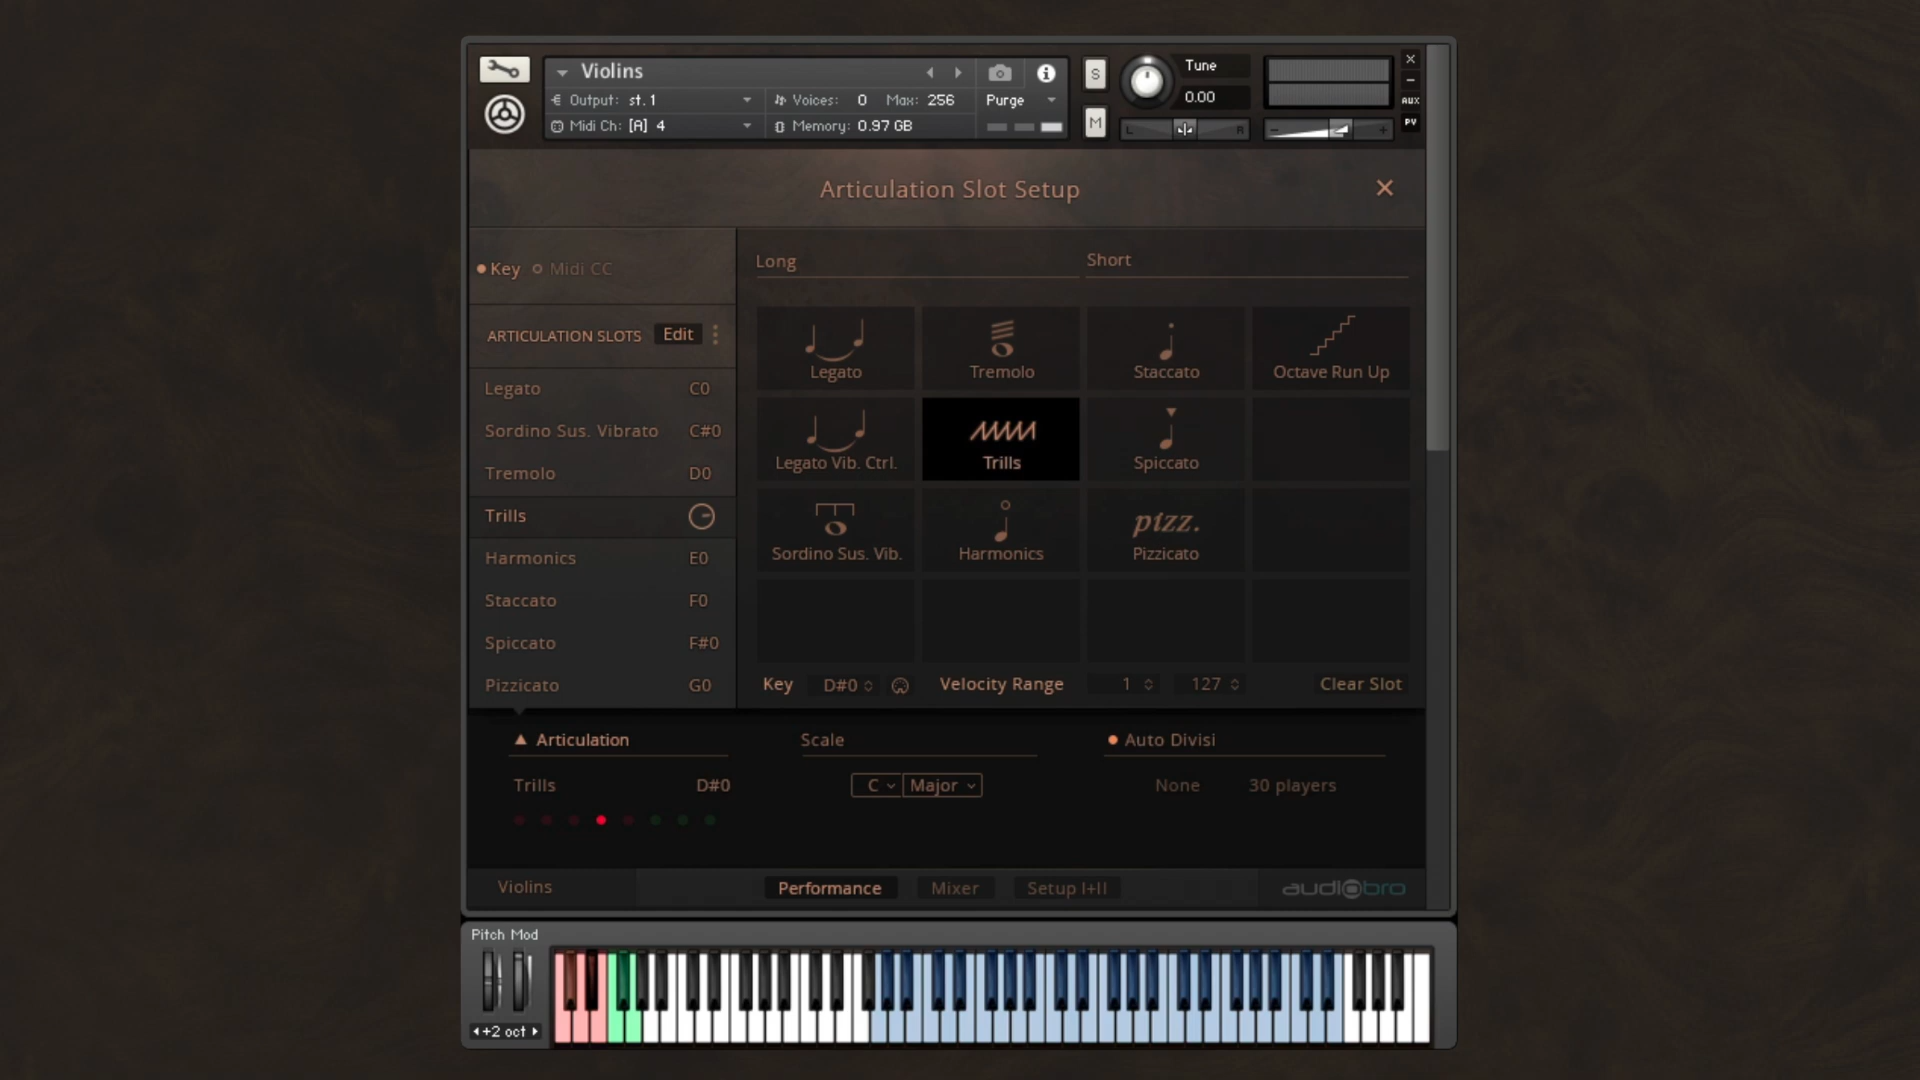 Violins
Output: st. 1
Voices: 0 Max: 256
Purge
Midi Ch: [A] 4
Memory: 0.97 GB
S
M
Tune
0.00
L R
- +
AUX
PV
Articulation Slot Setup
Key Midi CC
ARTICULATION SLOTS Edit
Legato C0
Sordino Sus. Vibrato C#0
Tremolo D0
Trills
Harmonics E0
Staccato F0
Spiccato F#0
Pizzicato G0
Long
Short
Legato
Tremolo
Staccato
Octave Run Up
Legato Vib. Ctrl.
Trills
Spiccato
Sordino Sus. Vib.
Harmonics
pizz.
Pizzicato
Key D#0 Velocity Range 1 127 Clear Slot
Articulation
Scale
Auto Divisi
Trills D#0
C Major
None 30 players
Violins
Performance
Mixer
Setup I+II
audiobro
Pitch Mod
+2 oct